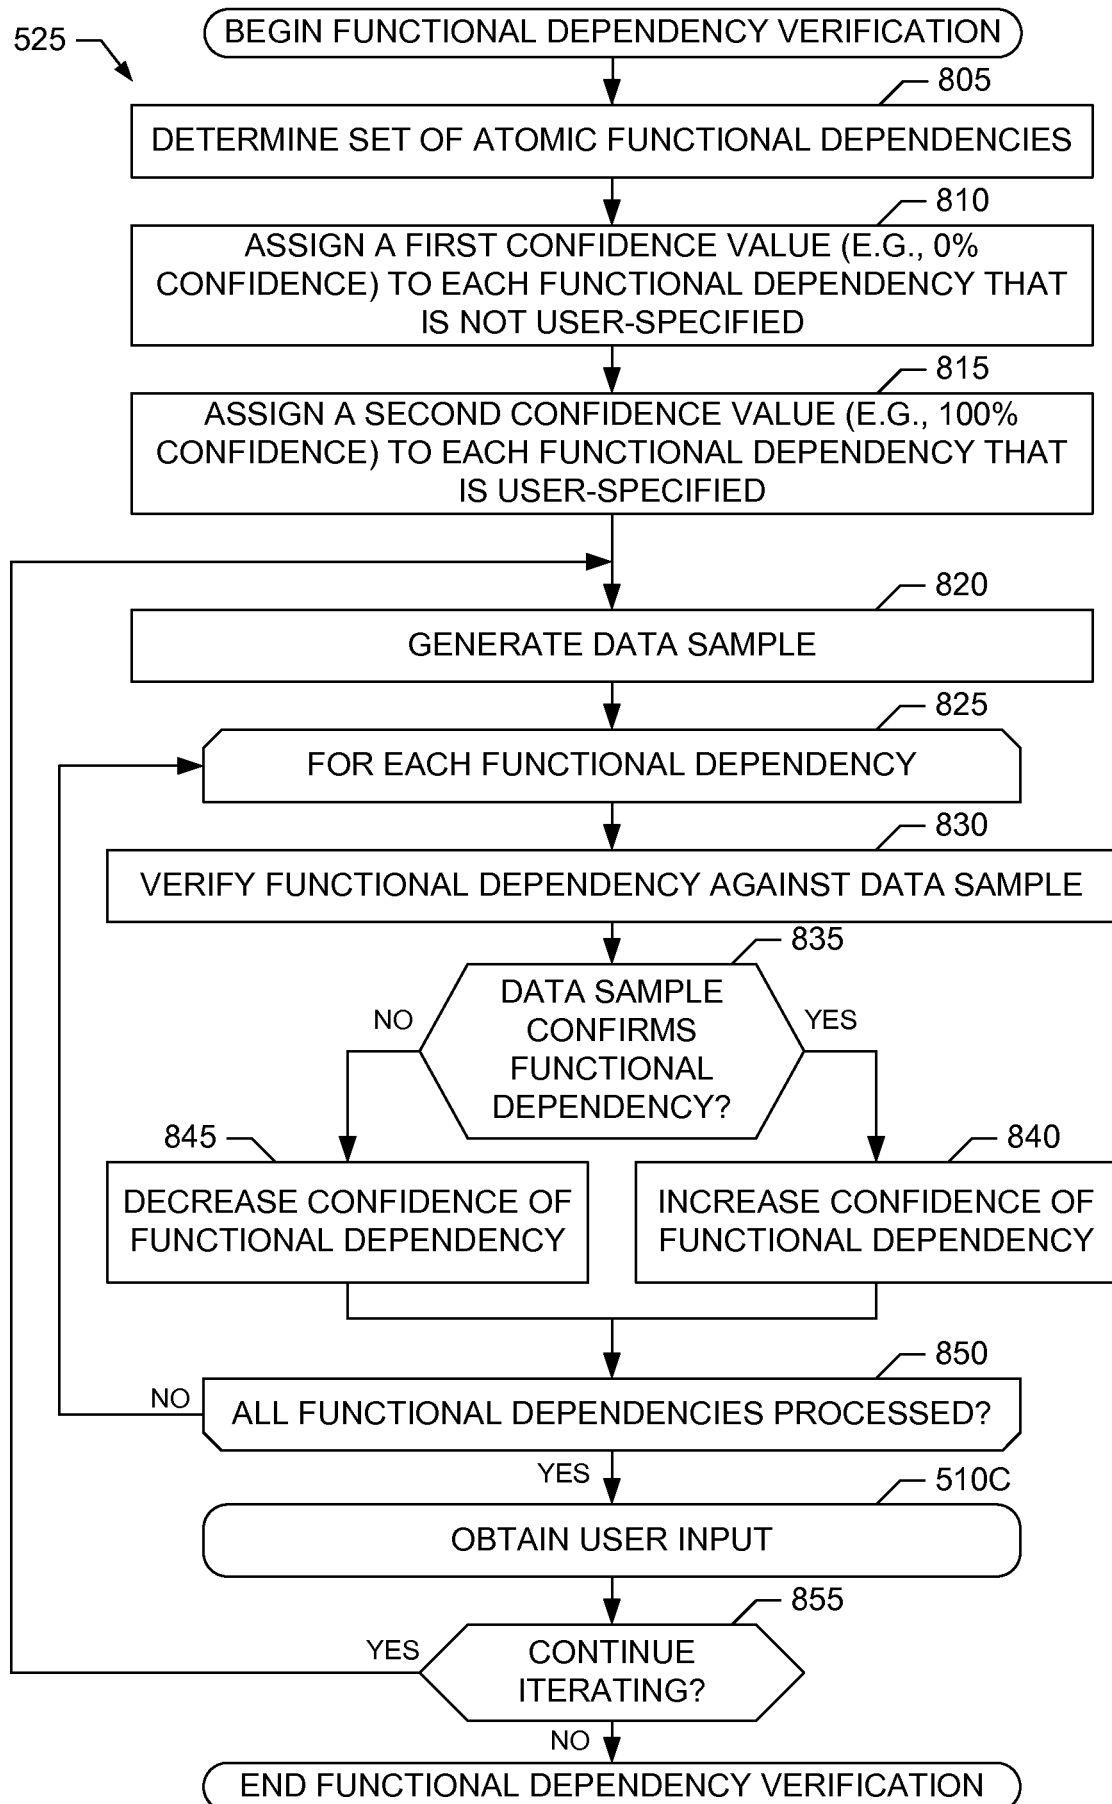 525
BEGIN FUNCTIONAL DEPENDENCY VERIFICATION
805
DETERMINE SET OF ATOMIC FUNCTIONAL DEPENDENCIES
810
ASSIGN A FIRST CONFIDENCE VALUE (E.G., 0%
CONFIDENCE) TO EACH FUNCTIONAL DEPENDENCY THAT
IS NOT USER-SPECIFIED
815
ASSIGN A SECOND CONFIDENCE VALUE (E.G., 100%
CONFIDENCE) TO EACH FUNCTIONAL DEPENDENCY THAT
IS USER-SPECIFIED
820
GENERATE DATA SAMPLE
825
FOR EACH FUNCTIONAL DEPENDENCY
830
VERIFY FUNCTIONAL DEPENDENCY AGAINST DATA SAMPLE
835
DATA SAMPLE
CONFIRMS
FUNCTIONAL
DEPENDENCY?
NO
YES
845
DECREASE CONFIDENCE OF
FUNCTIONAL DEPENDENCY
840
INCREASE CONFIDENCE OF
FUNCTIONAL DEPENDENCY
850
NO
ALL FUNCTIONAL DEPENDENCIES PROCESSED?
YES
510C
OBTAIN USER INPUT
855
YES
CONTINUE
ITERATING?
NO
END FUNCTIONAL DEPENDENCY VERIFICATION